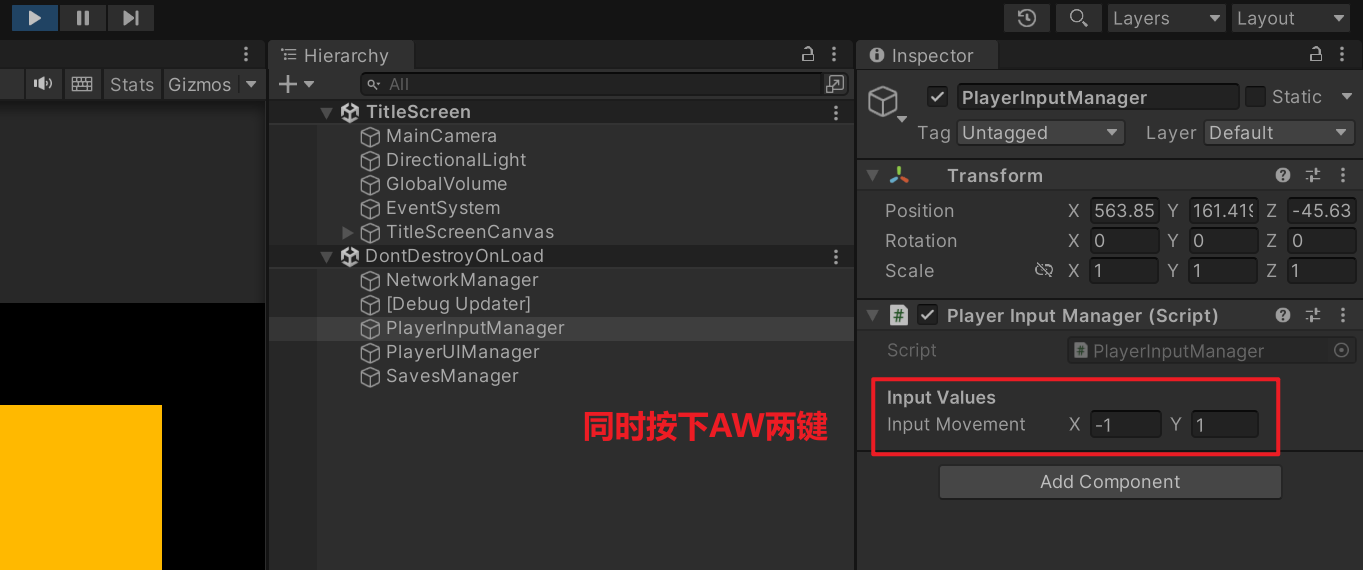 Layers
Layout
Hierarchy
Inspector
Stats
Gizmos
All
TitleScreen
MainCamera
DirectionalLight
GlobalVolume
EventSystem
TitleScreenCanvas
DontDestroyOnLoad
NetworkManager
[Debug Updater]
PlayerInputManager
PlayerUIManager
SavesManager
同时按下AW两键
PlayerInputManager
Static
Tag Untagged Layer Default
Transform
Position X 563.85 Y 161.419 Z -45.63
Rotation X 0 Y 0 Z 0
Scale X 1 Y 1 Z 1
# Player Input Manager (Script)
Script # PlayerInputManager
Input Values
Input Movement X -1 Y 1
Add Component